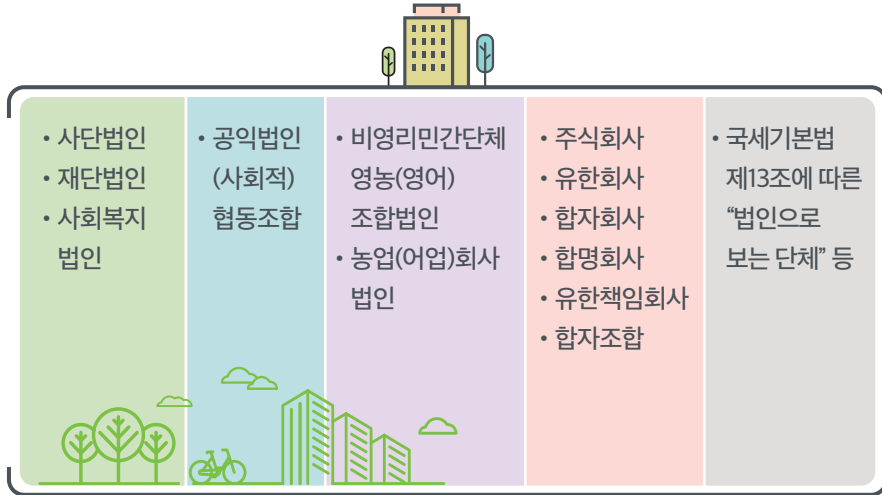 • 사단법인
• 재단법인
• 사회복지
법인
• 공익법인
(사회적)
협동조합
• 비영리민간단체
영농(영어)
조합법인
• 농업(어업)회사
법인
• 주식회사
• 유한회사
• 합자회사
• 합명회사
• 유한책임회사
• 합자조합
• 국세기본법
제13조에 따른
“법인으로
보는 단체” 등